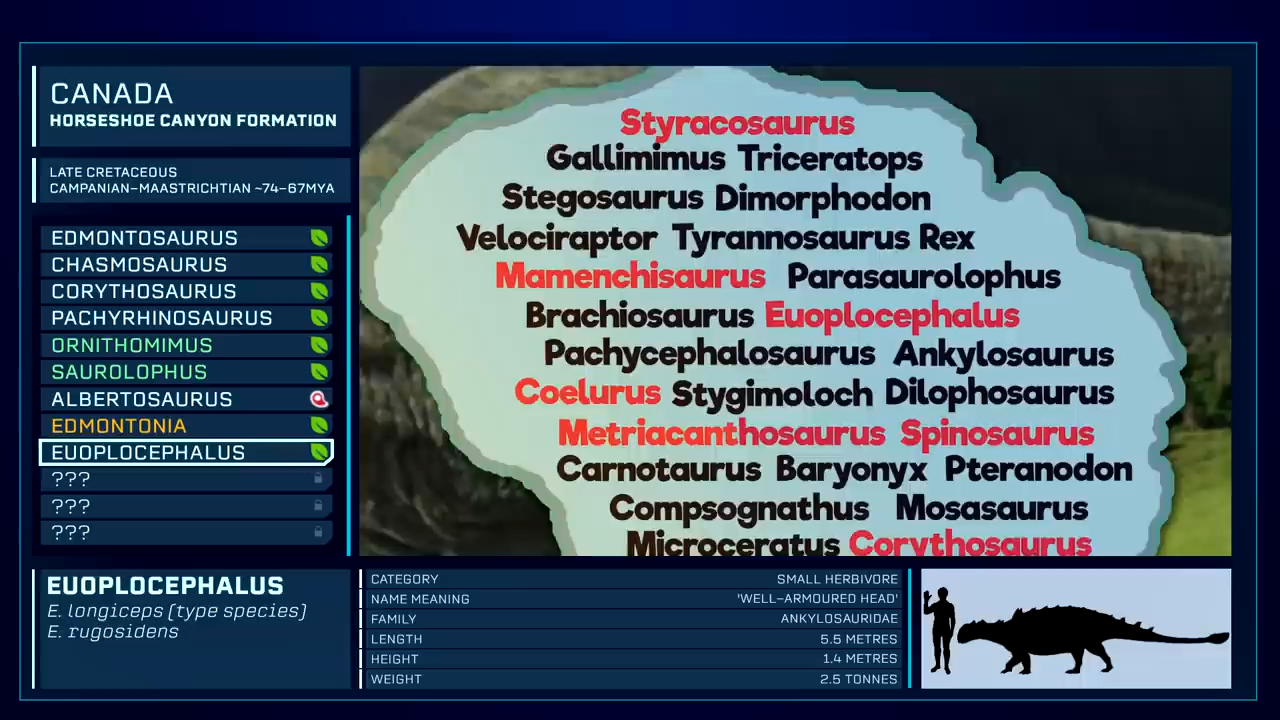 CANADA
HORSESHOE CANYON FORMATION
LATE CRETACEOUS
CAMPANIAN–MAASTRICHTIAN ~74–67MYA
EDMONTOSAURUS
CHASMOSAURUS
CORYTHOSAURUS
PACHYRHINOSAURUS
ORNITHOMIMUS
SAUROLOPHUS
ALBERTOSAURUS
EDMONTONIA
EUOPLOCEPHALUS
???
???
???
Styracosaurus
Gallimimus Triceratops
Stegosaurus Dimorphodon
Velociraptor Tyrannosaurus Rex
Mamenchisaurus Parasaurolophus
Brachiosaurus Euoplocephalus
Pachycephalosaurus Ankylosaurus
Coelurus Stygimoloch Dilophosaurus
Metriacanthosaurus Spinosaurus
Carnotaurus Baryonyx Pteranodon
Compsognathus Mosasaurus
Microceratus Corythosaurus
EUOPLOCEPHALUS
E. longiceps (type species)
E. rugosidens
CATEGORY SMALL HERBIVORE
NAME MEANING 'WELL–ARMOURED HEAD'
FAMILY ANKYLOSAURIDAE
LENGTH 5.5 METRES
HEIGHT 1.4 METRES
WEIGHT 2.5 TONNES